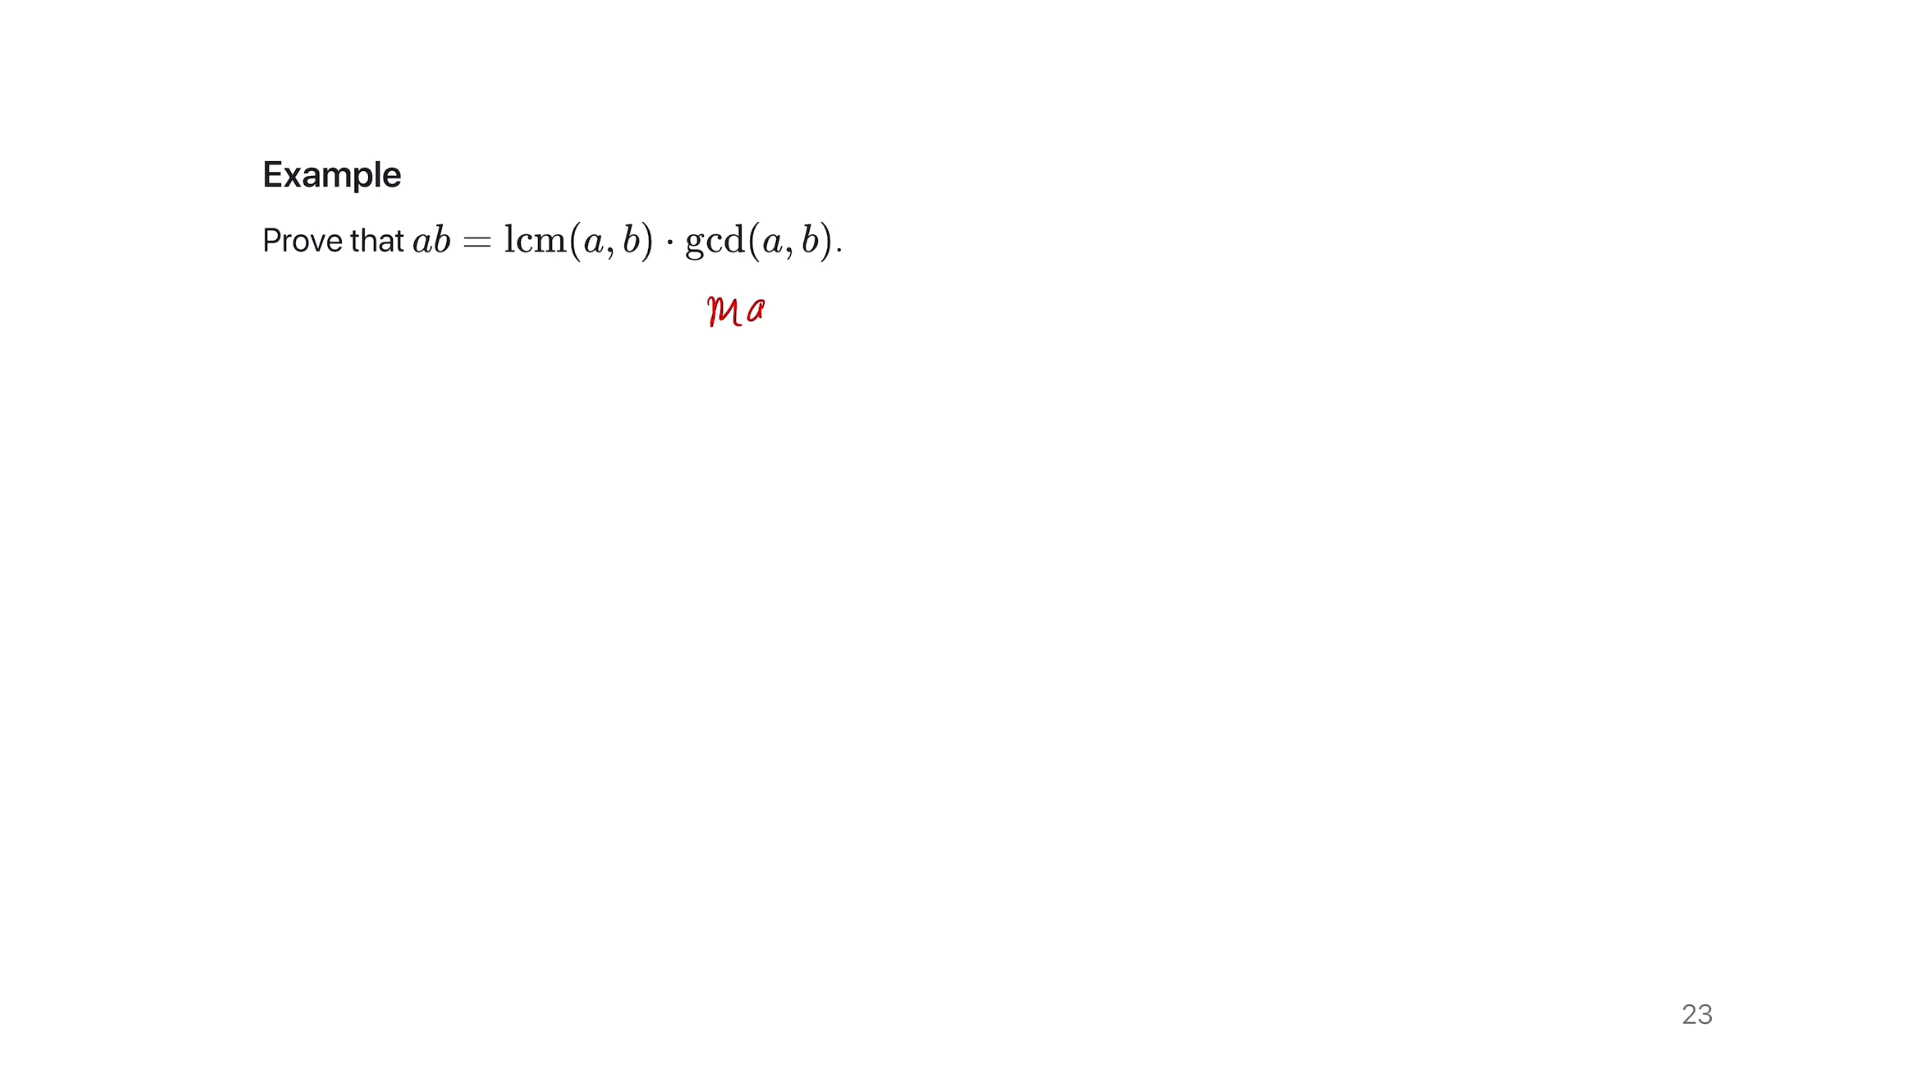 Example
Prove that ab = lcm(a, b) · gcd(a, b).
ma
23